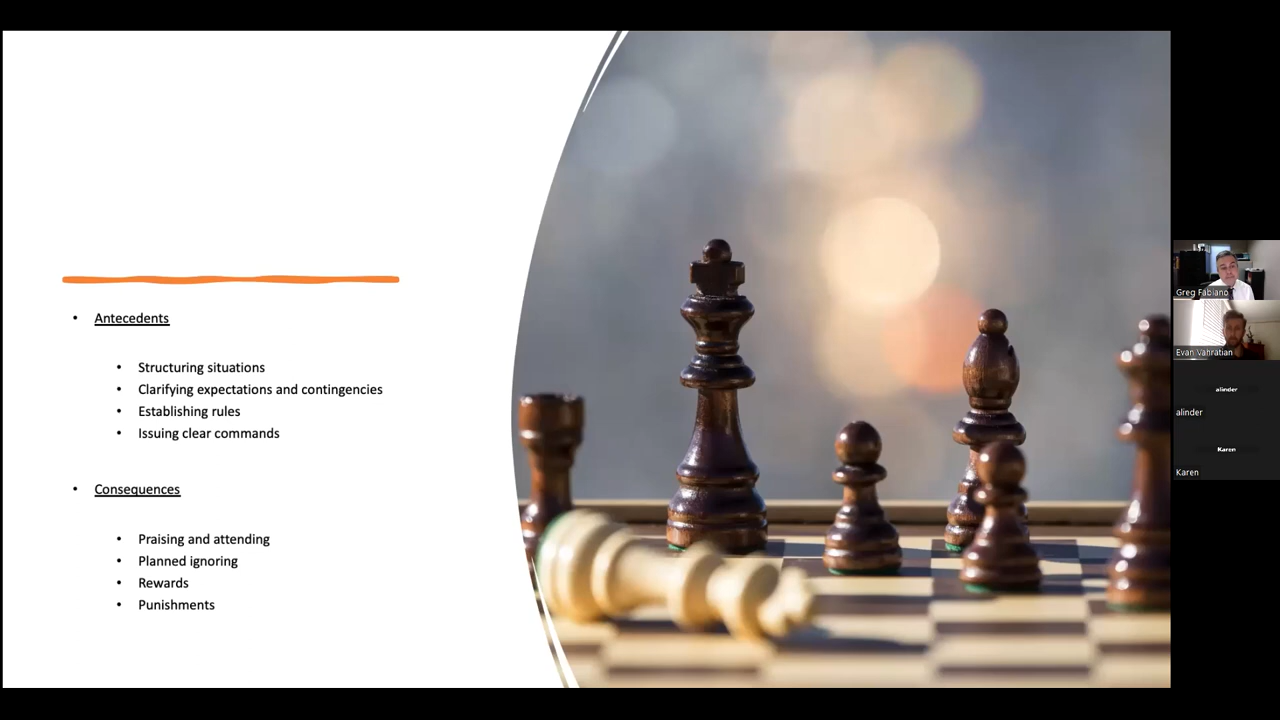 • Antecedents
• Structuring situations
• Clarifying expectations and contingencies
• Establishing rules
• Issuing clear commands
• Consequences
• Praising and attending
• Planned ignoring
• Rewards
• Punishments
Greg Fabiano
Evan Vahratian
alinder
alinder
Karen
Karen